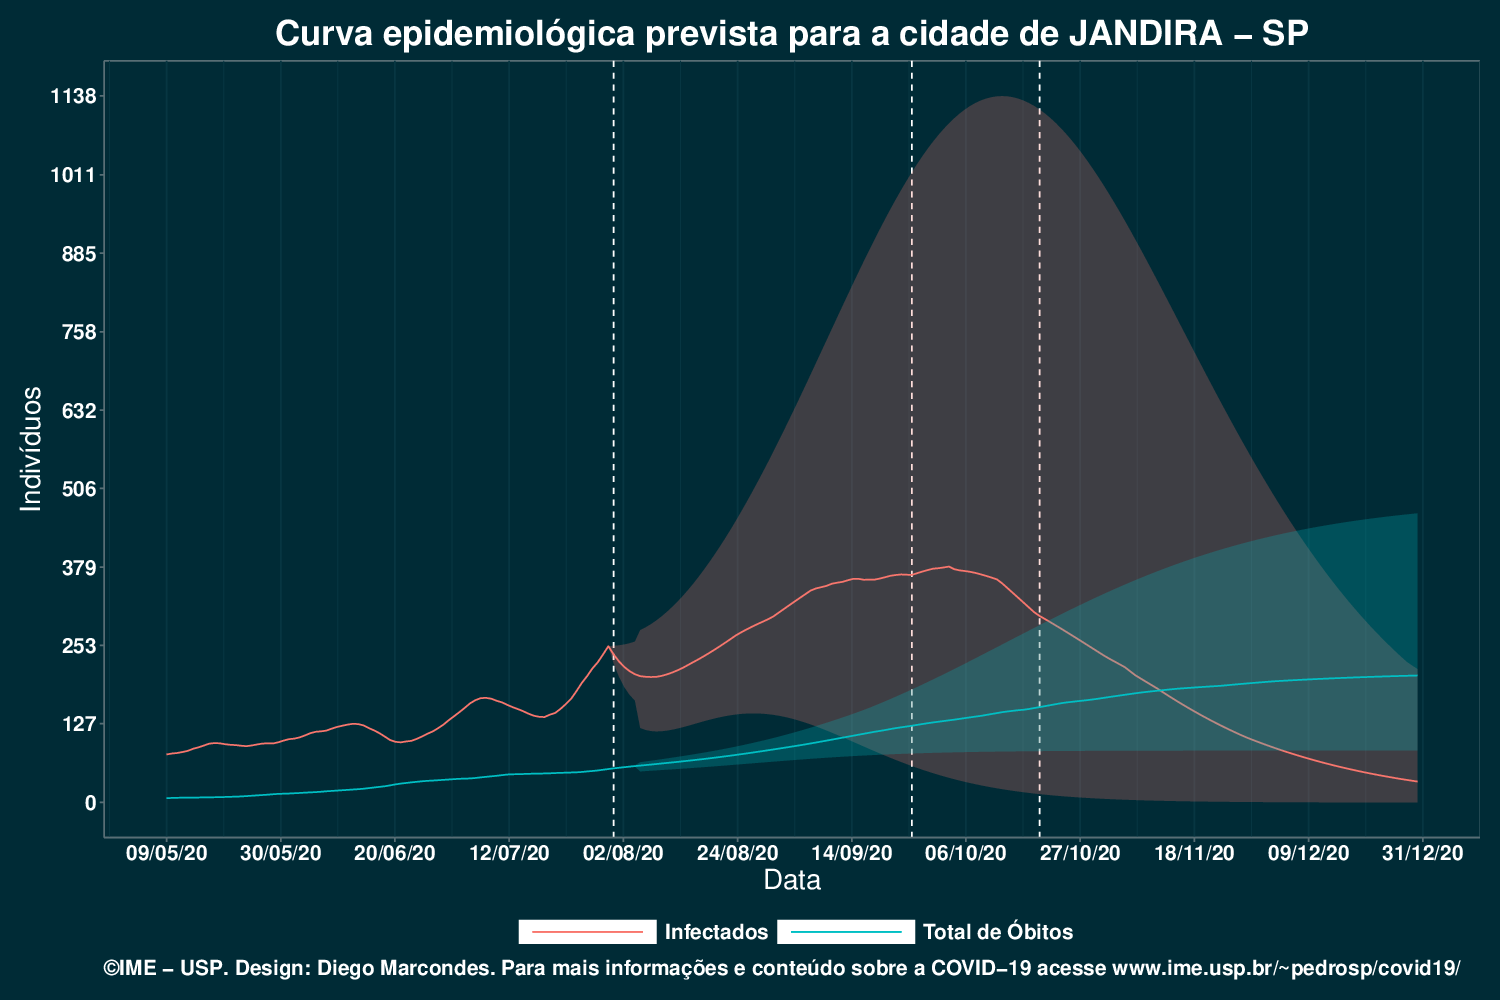 Curva epidemiológica prevista para a cidade de JANDIRA − SP
1138
1011
885
758
632
506
379
253
127
0
Indivíduos
09/05/20 30/05/20 20/06/20 12/07/20 02/08/20 24/08/20 14/09/20 06/10/20 27/10/20 18/11/20 09/12/20 31/12/20
Data
Infectados Total de Óbitos
©IME − USP. Design: Diego Marcondes. Para mais informações e conteúdo sobre a COVID−19 acesse www.ime.usp.br/~pedrosp/covid19/